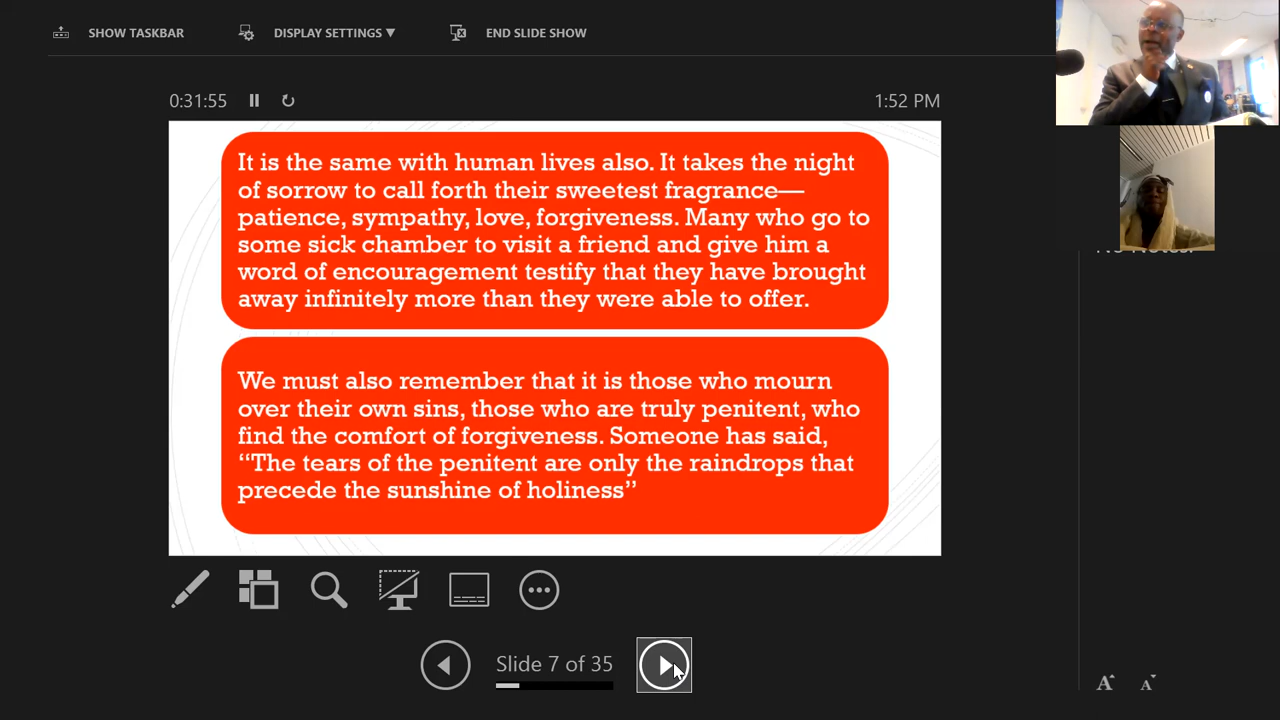 SHOW TASKBAR
DISPLAY SETTINGS ▼
END SLIDE SHOW
0:31:55
1:52 PM
It is the same with human lives also. It takes the night
of sorrow to call forth their sweetest fragrance—
patience, sympathy, love, forgiveness. Many who go to
some sick chamber to visit a friend and give him a
word of encouragement testify that they have brought
away infinitely more than they were able to offer.
We must also remember that it is those who mourn
over their own sins, those who are truly penitent, who
find the comfort of forgiveness. Someone has said,
“The tears of the penitent are only the raindrops that
precede the sunshine of holiness”
No Notes.
Slide 7 of 35
A A